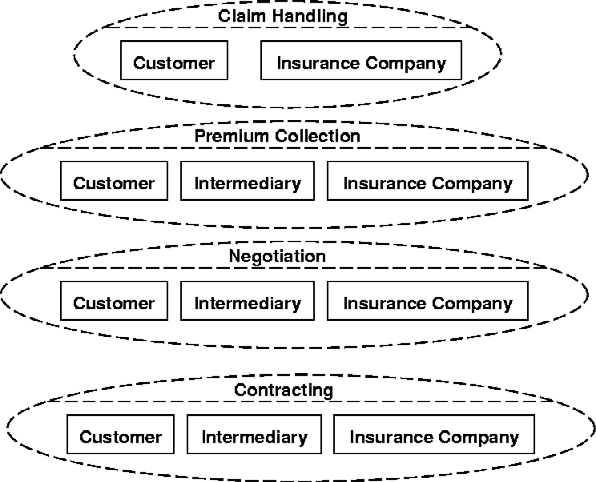 Claim Handling
Customer Insurance Company
Premium Collection
Customer Intermediary Insurance Company
Negotiation
Customer Intermediary Insurance Company
Contracting
Customer Intermediary Insurance Company